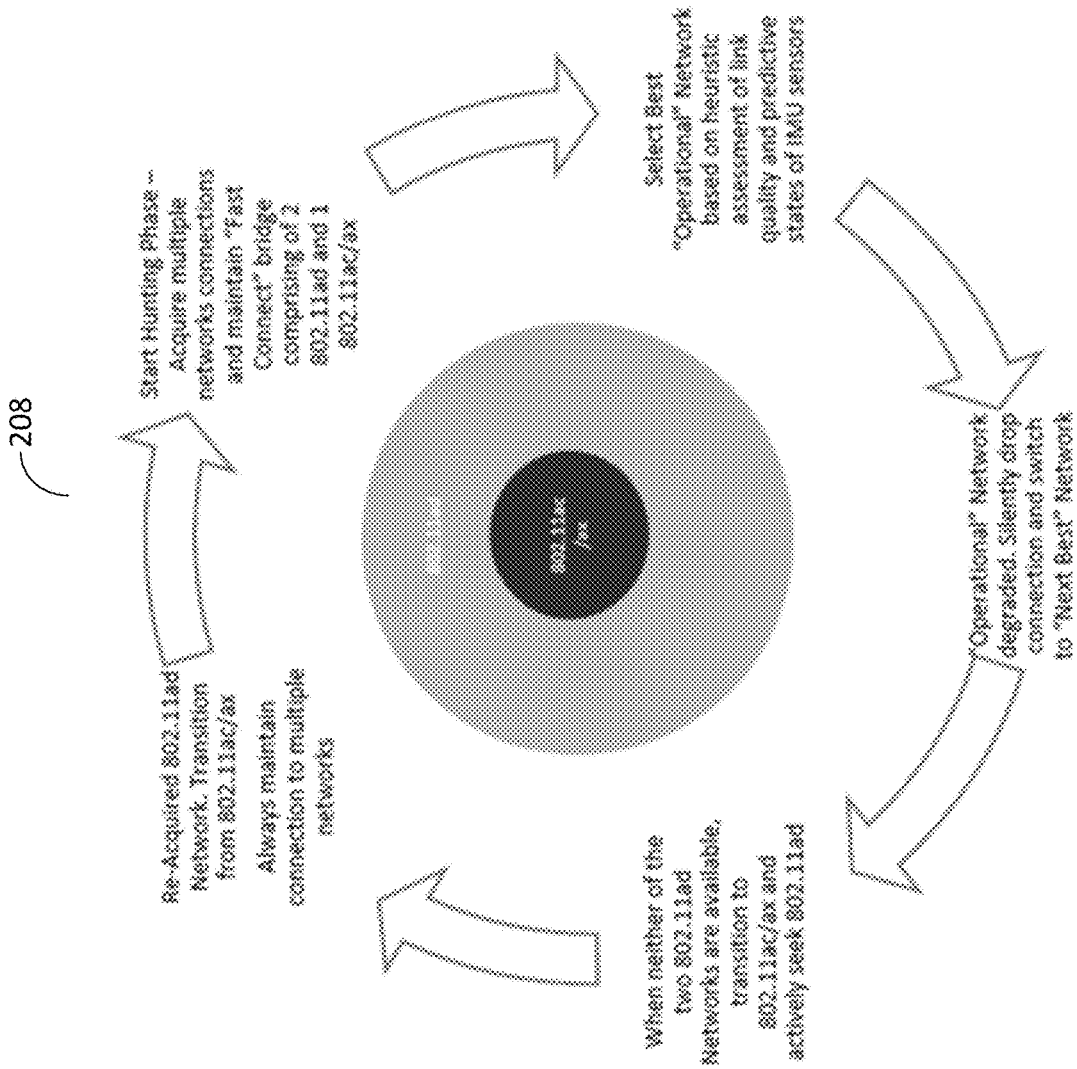 208
Start Hunting Phase –
Acquire multiple
networks connections
and maintain "Fast
Connect" bridge
comprising of 2
802.11ad and 1
802.11ac/ax
Select Best
"Operational" Network
based on heuristic
assessment of link
quality and predictive
states of IMU sensors
"Operational" Network
degraded. Silently drop
connection and switch
to "Next Best" Network
When neither of the
two 802.11ad
Networks are available,
transition to
802.11ac/ax and
actively seek 802.11ad
Re-Acquired 802.11ad
Network. Transition
from 802.11ac/ax
Always maintain
connection to multiple
networks
802.11ac
/ax